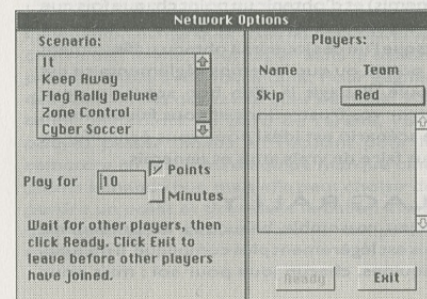 Network Options
Scenario:
It
Keep Away
Flag Rally Deluxe
Zone Control
Cyber Soccer
Play for 10 Points
Minutes
Wait for other players, then
click Ready. Click Exit to
leave before other players
have joined.
Players:
Name Team
Skip Red
Ready Exit